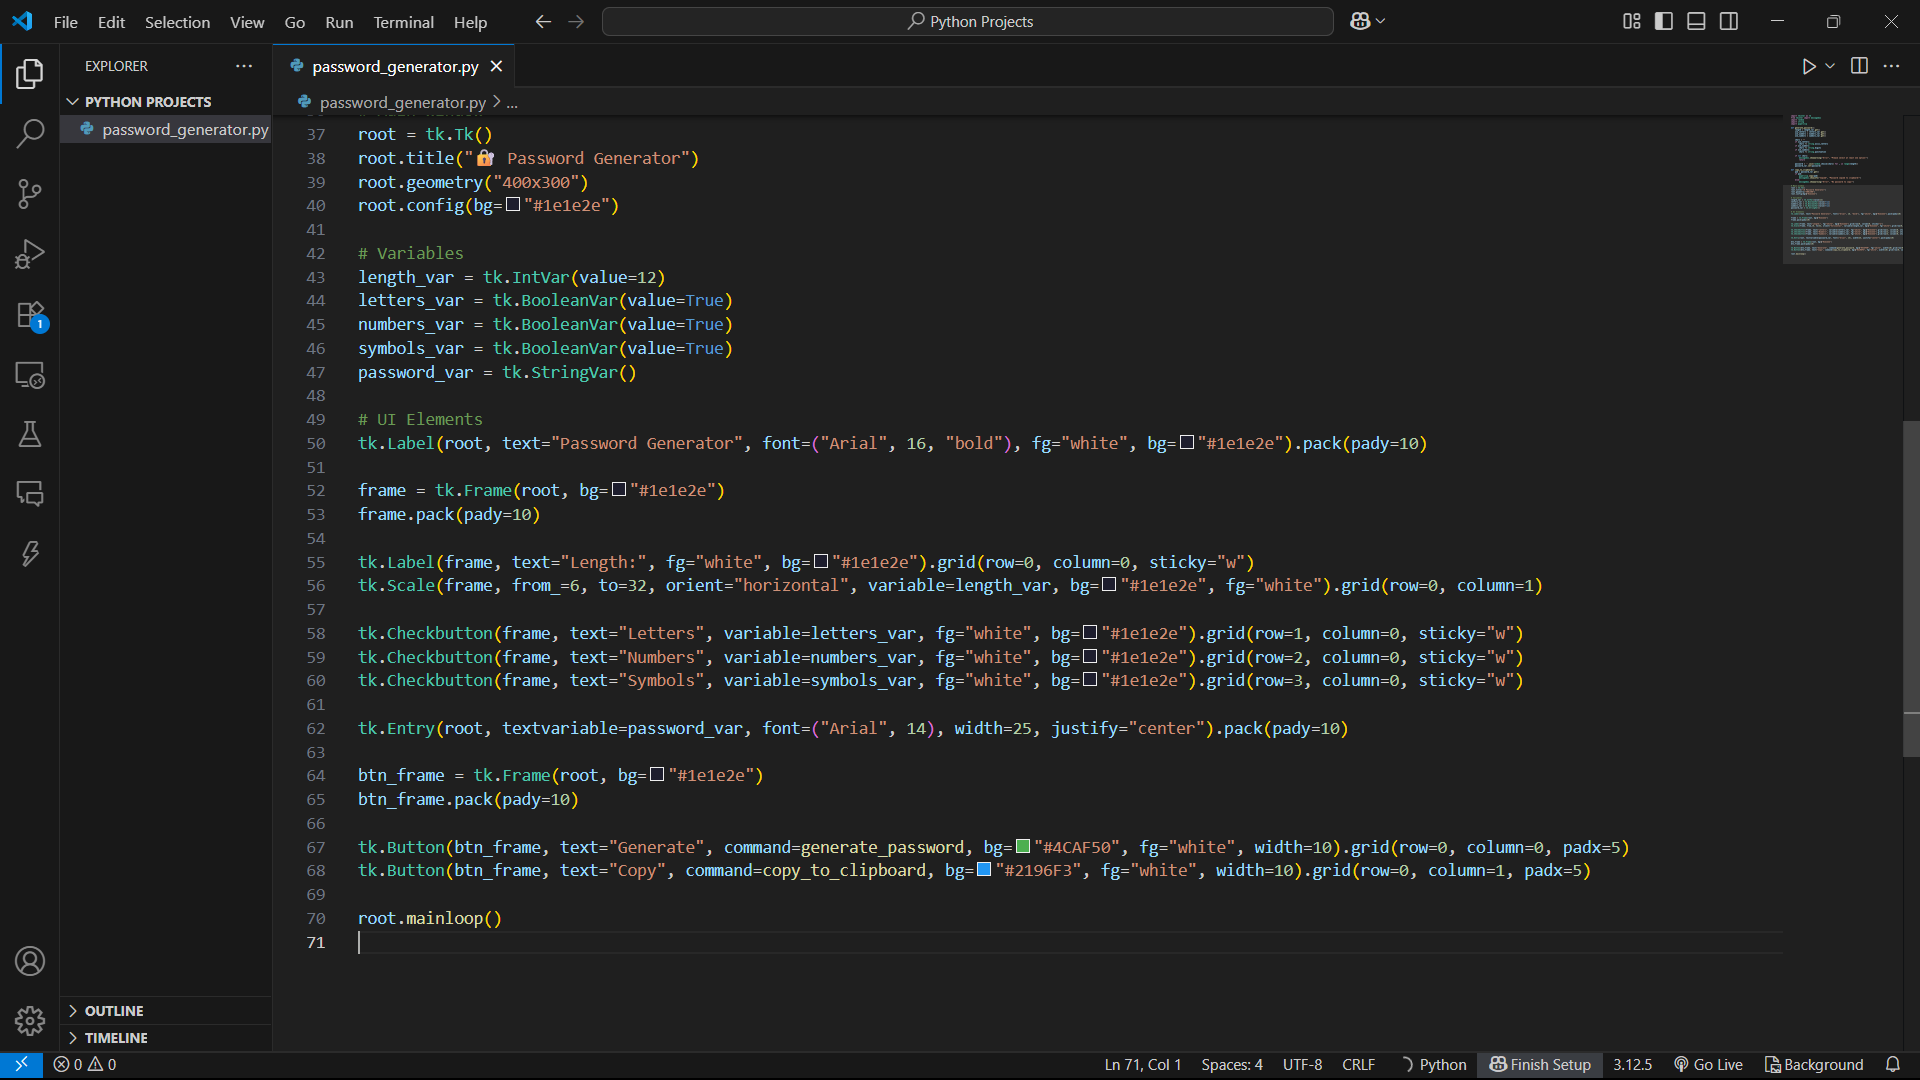 File Edit Selection View Go Run Terminal Help
Python Projects
EXPLORER
PYTHON PROJECTS
password_generator.py
OUTLINE
TIMELINE
password_generator.py
password_generator.py > ...
37 root = tk.Tk()
38 root.title("🔐 Password Generator")
39 root.geometry("400x300")
40 root.config(bg="#1e1e2e")
41
42 # Variables
43 length_var = tk.IntVar(value=12)
44 letters_var = tk.BooleanVar(value=True)
45 numbers_var = tk.BooleanVar(value=True)
46 symbols_var = tk.BooleanVar(value=True)
47 password_var = tk.StringVar()
48
49 # UI Elements
50 tk.Label(root, text="Password Generator", font=("Arial", 16, "bold"), fg="white", bg="#1e1e2e").pack(pady=10)
51
52 frame = tk.Frame(root, bg="#1e1e2e")
53 frame.pack(pady=10)
54
55 tk.Label(frame, text="Length:", fg="white", bg="#1e1e2e").grid(row=0, column=0, sticky="w")
56 tk.Scale(frame, from_=6, to=32, orient="horizontal", variable=length_var, bg="#1e1e2e", fg="white").grid(row=0, column=1)
57
58 tk.Checkbutton(frame, text="Letters", variable=letters_var, fg="white", bg="#1e1e2e").grid(row=1, column=0, sticky="w")
59 tk.Checkbutton(frame, text="Numbers", variable=numbers_var, fg="white", bg="#1e1e2e").grid(row=2, column=0, sticky="w")
60 tk.Checkbutton(frame, text="Symbols", variable=symbols_var, fg="white", bg="#1e1e2e").grid(row=3, column=0, sticky="w")
61
62 tk.Entry(root, textvariable=password_var, font=("Arial", 14), width=25, justify="center").pack(pady=10)
63
64 btn_frame = tk.Frame(root, bg="#1e1e2e")
65 btn_frame.pack(pady=10)
66
67 tk.Button(btn_frame, text="Generate", command=generate_password, bg="#4CAF50", fg="white", width=10).grid(row=0, column=0, padx=5)
68 tk.Button(btn_frame, text="Copy", command=copy_to_clipboard, bg="#2196F3", fg="white", width=10).grid(row=0, column=1, padx=5)
69
70 root.mainloop()
71
1
0 0
Ln 71, Col 1 Spaces: 4 UTF-8 CRLF Python Finish Setup 3.12.5 Go Live Background